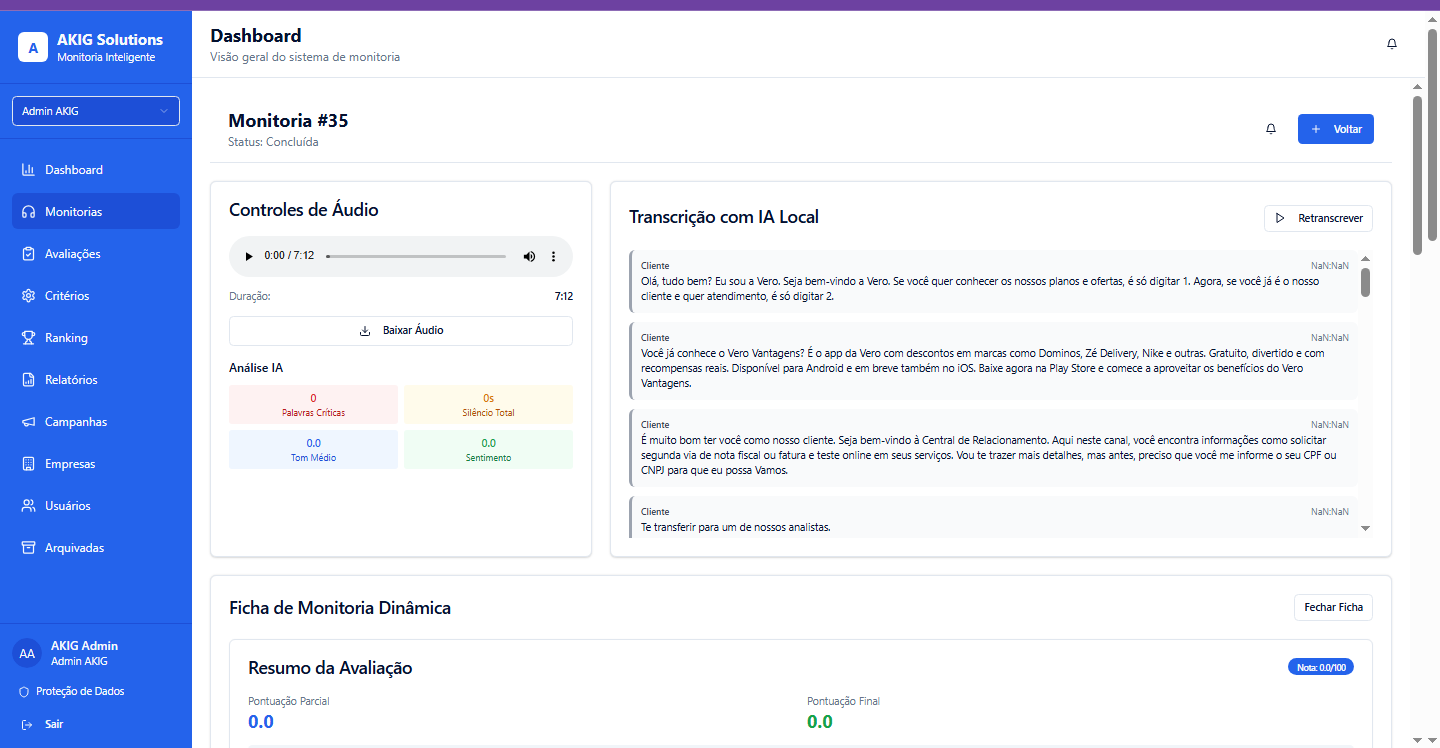 A
AKIG Solutions
Monitoria Inteligente
Admin AKIG
Dashboard
Monitorias
Avaliações
Critérios
Ranking
Relatórios
Campanhas
Empresas
Usuários
Arquivadas
AA
AKIG Admin
Admin AKIG
Proteção de Dados
Sair
Dashboard
Visão geral do sistema de monitoria
Monitoria #35
Status: Concluída
Voltar
Controles de Áudio
0:00 / 7:12
Duração:
7:12
Baixar Áudio
Análise IA
0
Palavras Críticas
0s
Silêncio Total
0.0
Tom Médio
0.0
Sentimento
Transcrição com IA Local
Retranscrever
Cliente
NaN:NaN
Olá, tudo bem? Eu sou a Vero. Seja bem-vindo a Vero. Se você quer conhecer os nossos planos e ofertas, é só digitar 1. Agora, se você já é o nosso
cliente e quer atendimento, é só digitar 2.
Cliente
NaN:NaN
Você já conhece o Vero Vantagens? É o app da Vero com descontos em marcas como Dominos, Zé Delivery, Nike e outras. Gratuito, divertido e com
recompensas reais. Disponível para Android e em breve também no iOS. Baixe agora na Play Store e comece a aproveitar os benefícios do Vero
Vantagens.
Cliente
NaN:NaN
É muito bom ter você como nosso cliente. Seja bem-vindo à Central de Relacionamento. Aqui neste canal, você encontra informações como solicitar
segunda via de nota fiscal ou fatura e teste online em seus serviços. Vou te trazer mais detalhes, mas antes, preciso que você me informe o seu CPF ou
CNPJ para que eu possa Vamos.
Cliente
NaN:NaN
Te transferir para um de nossos analistas.
Ficha de Monitoria Dinâmica
Fechar Ficha
Resumo da Avaliação
Nota: 0.0/100
Pontuação Parcial
0.0
Pontuação Final
0.0